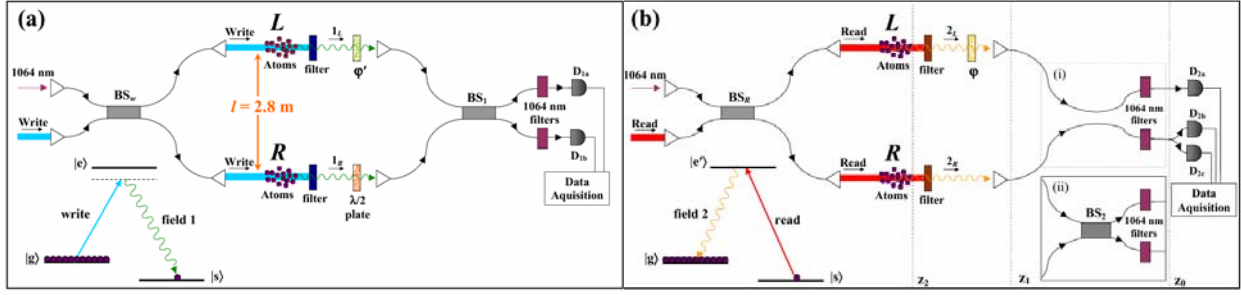 (a)
L
Write
Atoms
filter
1L
φ'
1064 nm
BSw
Write
l = 2.8 m
R
Write
Atoms
filter
1R
λ/2
plate
BS1
1064 nm
filters
D1a
D1b
Data
Aquisition
|e⟩
write
field 1
|g⟩
|s⟩
(b)
L
Read
Atoms
filter
2L
φ
1064 nm
BSR
Read
R
Read
Atoms
filter
2R
|e'⟩
field 2
read
|g⟩
|s⟩
(i)
1064 nm
filters
D2a
D2b
D2c
Data
Aquisition
(ii)
BS2
1064 nm
filters
z2
z1
z0